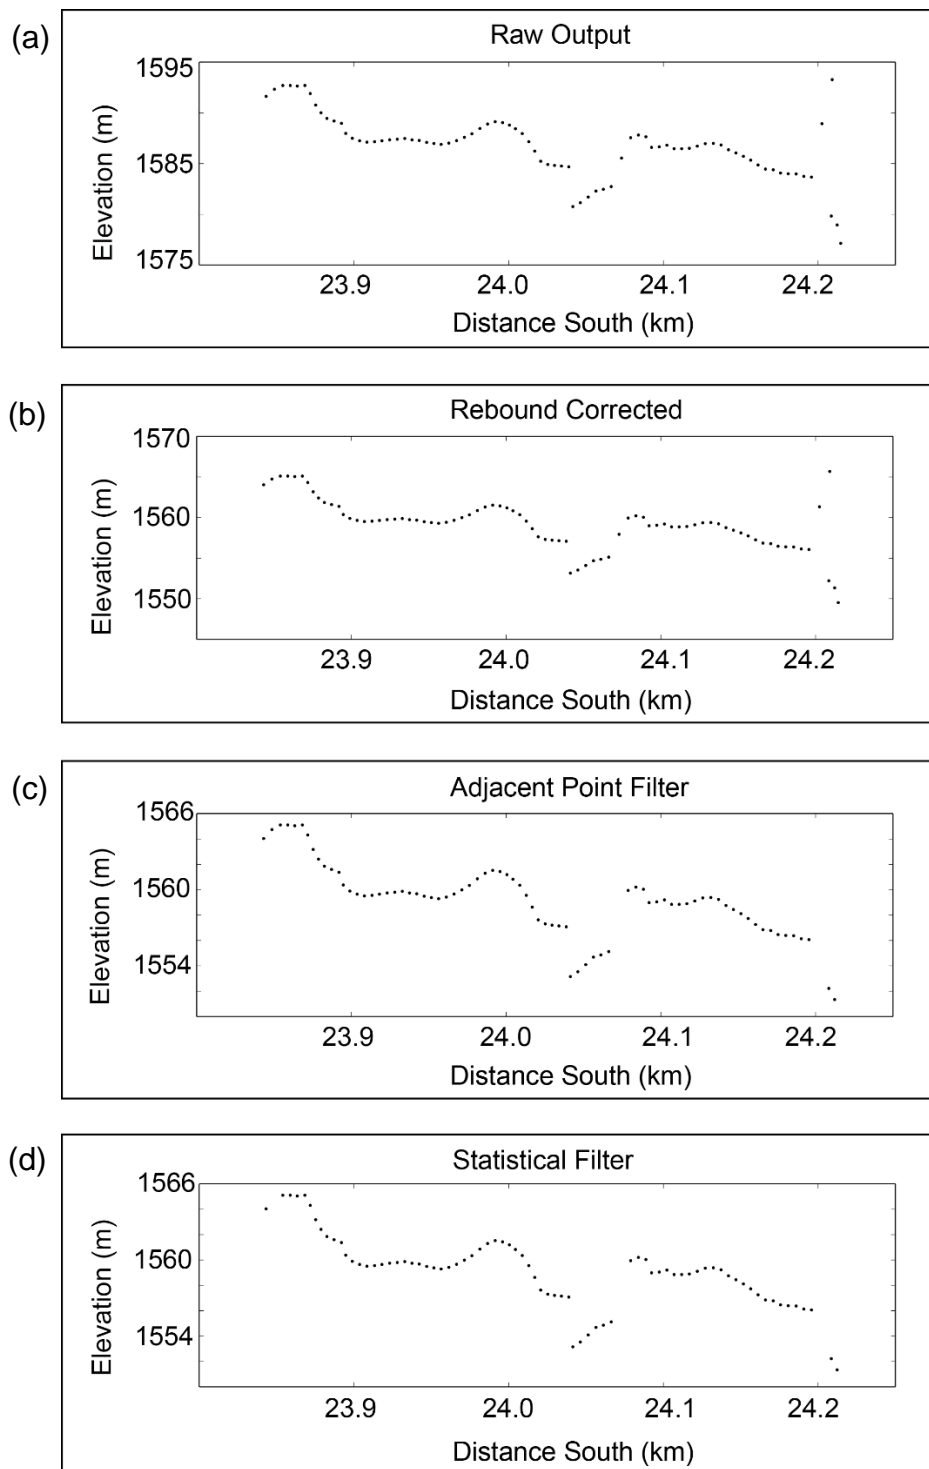 (a)
Raw Output
1595
1585
1575
Elevation (m)
23.9 24.0 24.1 24.2
Distance South (km)
(b)
Rebound Corrected
1570
1560
1550
Elevation (m)
23.9 24.0 24.1 24.2
Distance South (km)
(c)
Adjacent Point Filter
1566
1560
1554
Elevation (m)
23.9 24.0 24.1 24.2
Distance South (km)
(d)
Statistical Filter
1566
1560
1554
Elevation (m)
23.9 24.0 24.1 24.2
Distance South (km)